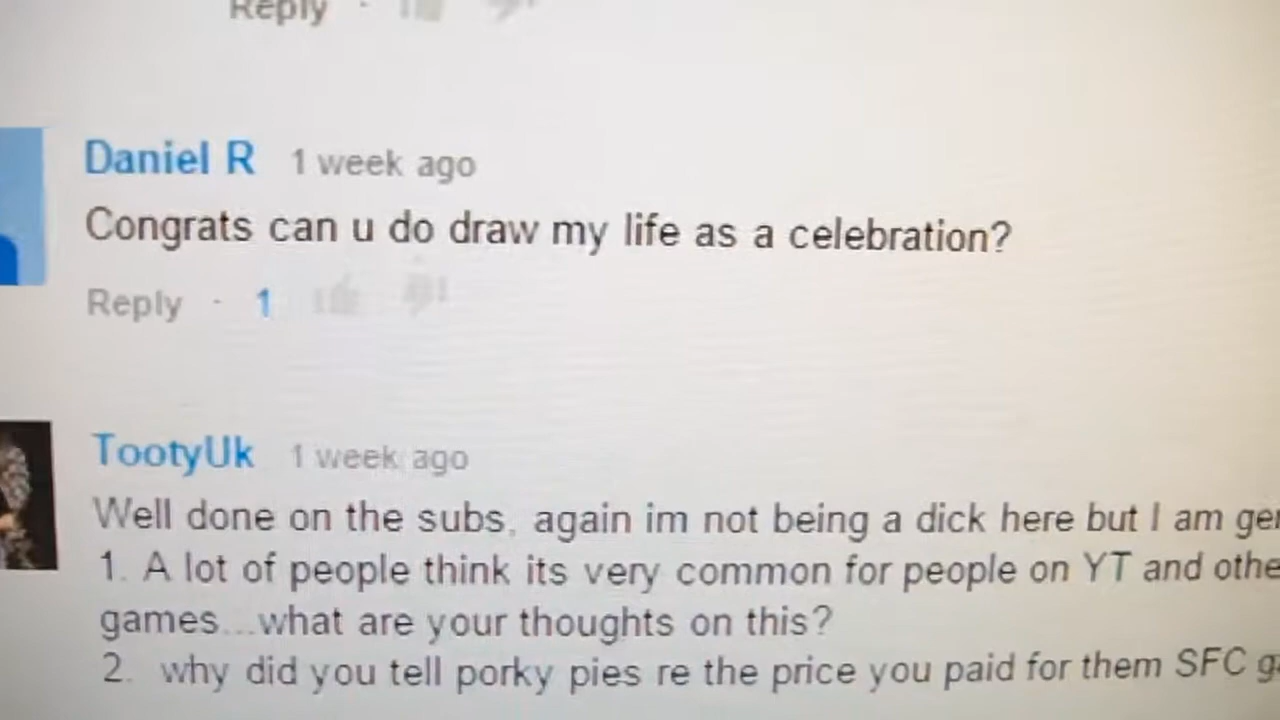 Reply ·
Daniel R 1 week ago
Congrats can u do draw my life as a celebration?
Reply · 1
TootyUk 1 week ago
Well done on the subs, again im not being a dick here but I am
1. A lot of people think its very common for people on YT and
games...what are your thoughts on this?
2. why did you tell porky pies re the price you paid for them SFC